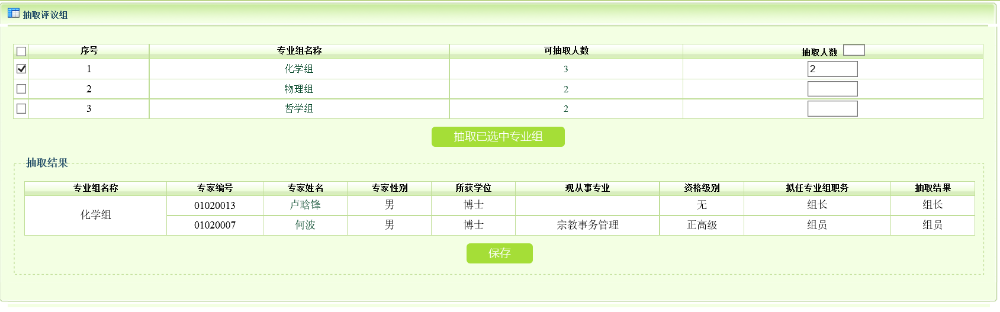 抽取评议组
序号 专业组名称 可抽取人数 抽取人数
1 化学组 3 2
2 物理组 2
3 哲学组 2
抽取已选中专业组
抽取结果
专业组名称 专家编号 专家姓名 专家性别 所获学位 现从事专业 资格级别 拟任专业组职务 抽取结果
化学组 01020013 卢晗锋 男 博士 无 组长 组长
01020007 何波 男 博士 宗教事务管理 正高级 组员 组员
保存